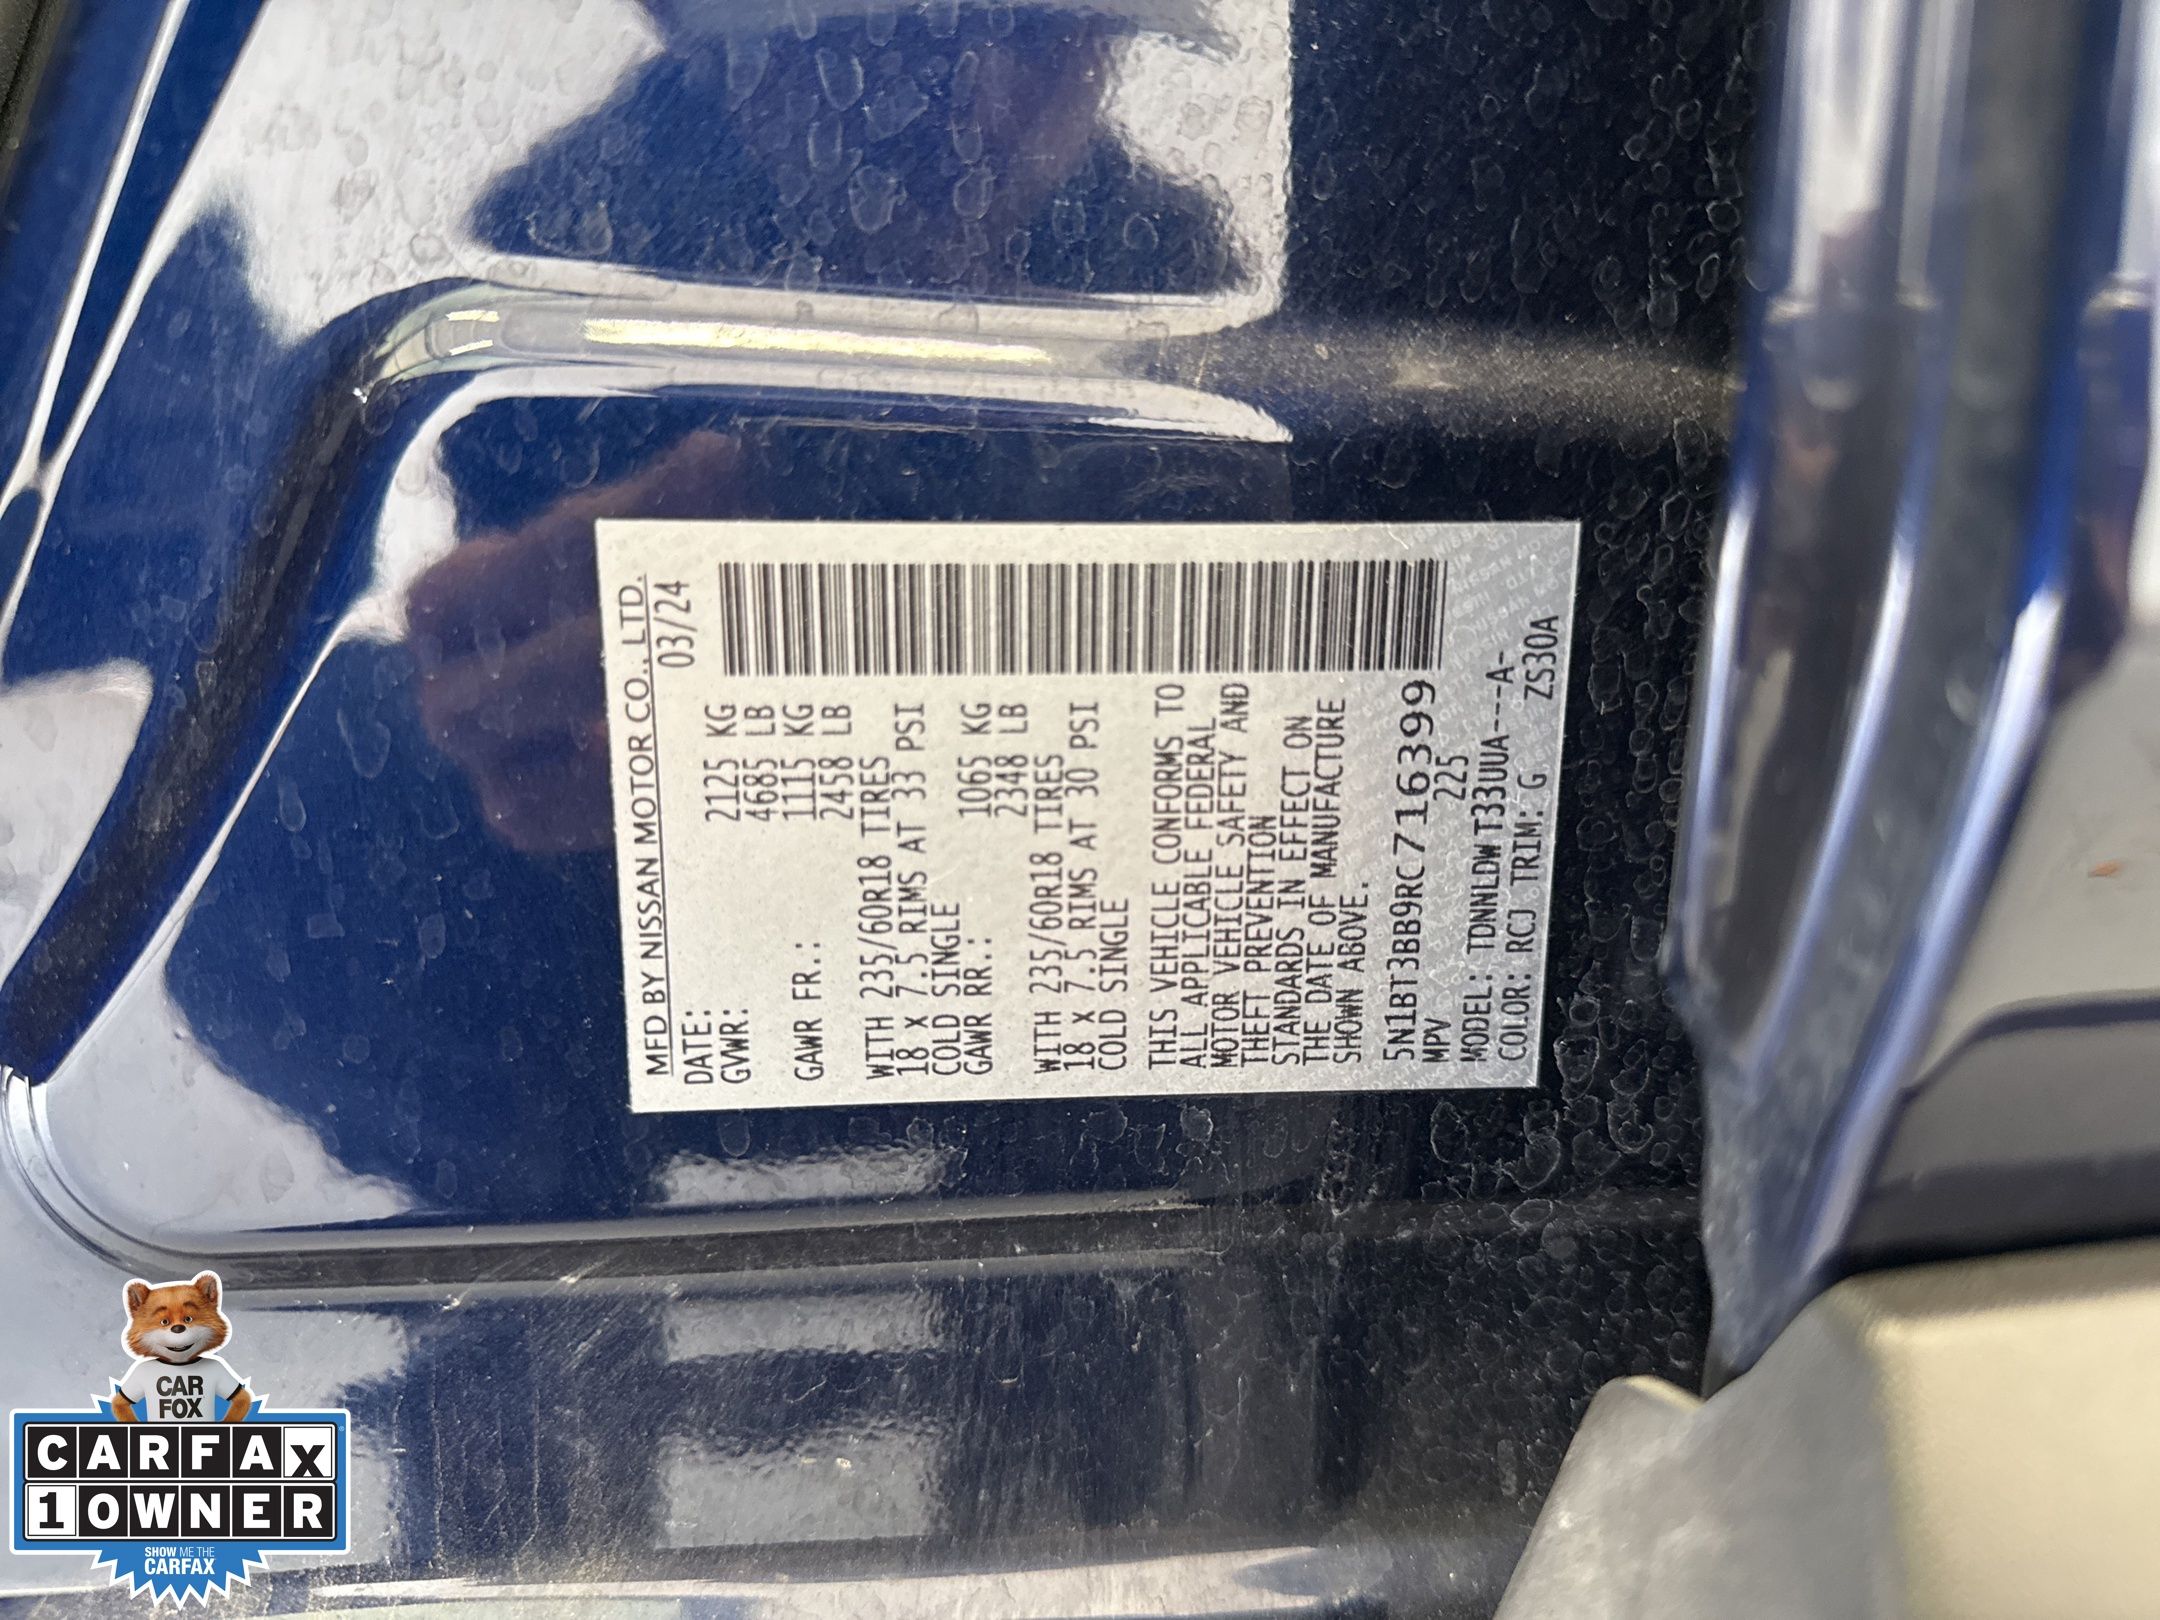 MFD BY NISSAN MOTOR CO., LTD.
DATE: 03/24
GVWR: 2125 KG
4685 LB
GAWR FR.: 1115 KG
2458 LB
WITH 235/60R18 TIRES
18 X 7.5 RIMS AT 33 PSI
COLD SINGLE
GAWR RR.: 1065 KG
2348 LB
WITH 235/60R18 TIRES
18 X 7.5 RIMS AT 30 PSI
COLD SINGLE
THIS VEHICLE CONFORMS TO
ALL APPLICABLE FEDERAL
MOTOR VEHICLE SAFETY AND
THEFT PREVENTION
STANDARDS IN EFFECT ON
THE DATE OF MANUFACTURE
SHOWN ABOVE.
5N1BT3BB9RC716399
MPV 225
MODEL: TDNNLDW T33UUA----A-
COLOR: RCJ TRIM: G ZS30A
CAR
FOX
CARFAX
1 OWNER
SHOW ME THE
CARFAX